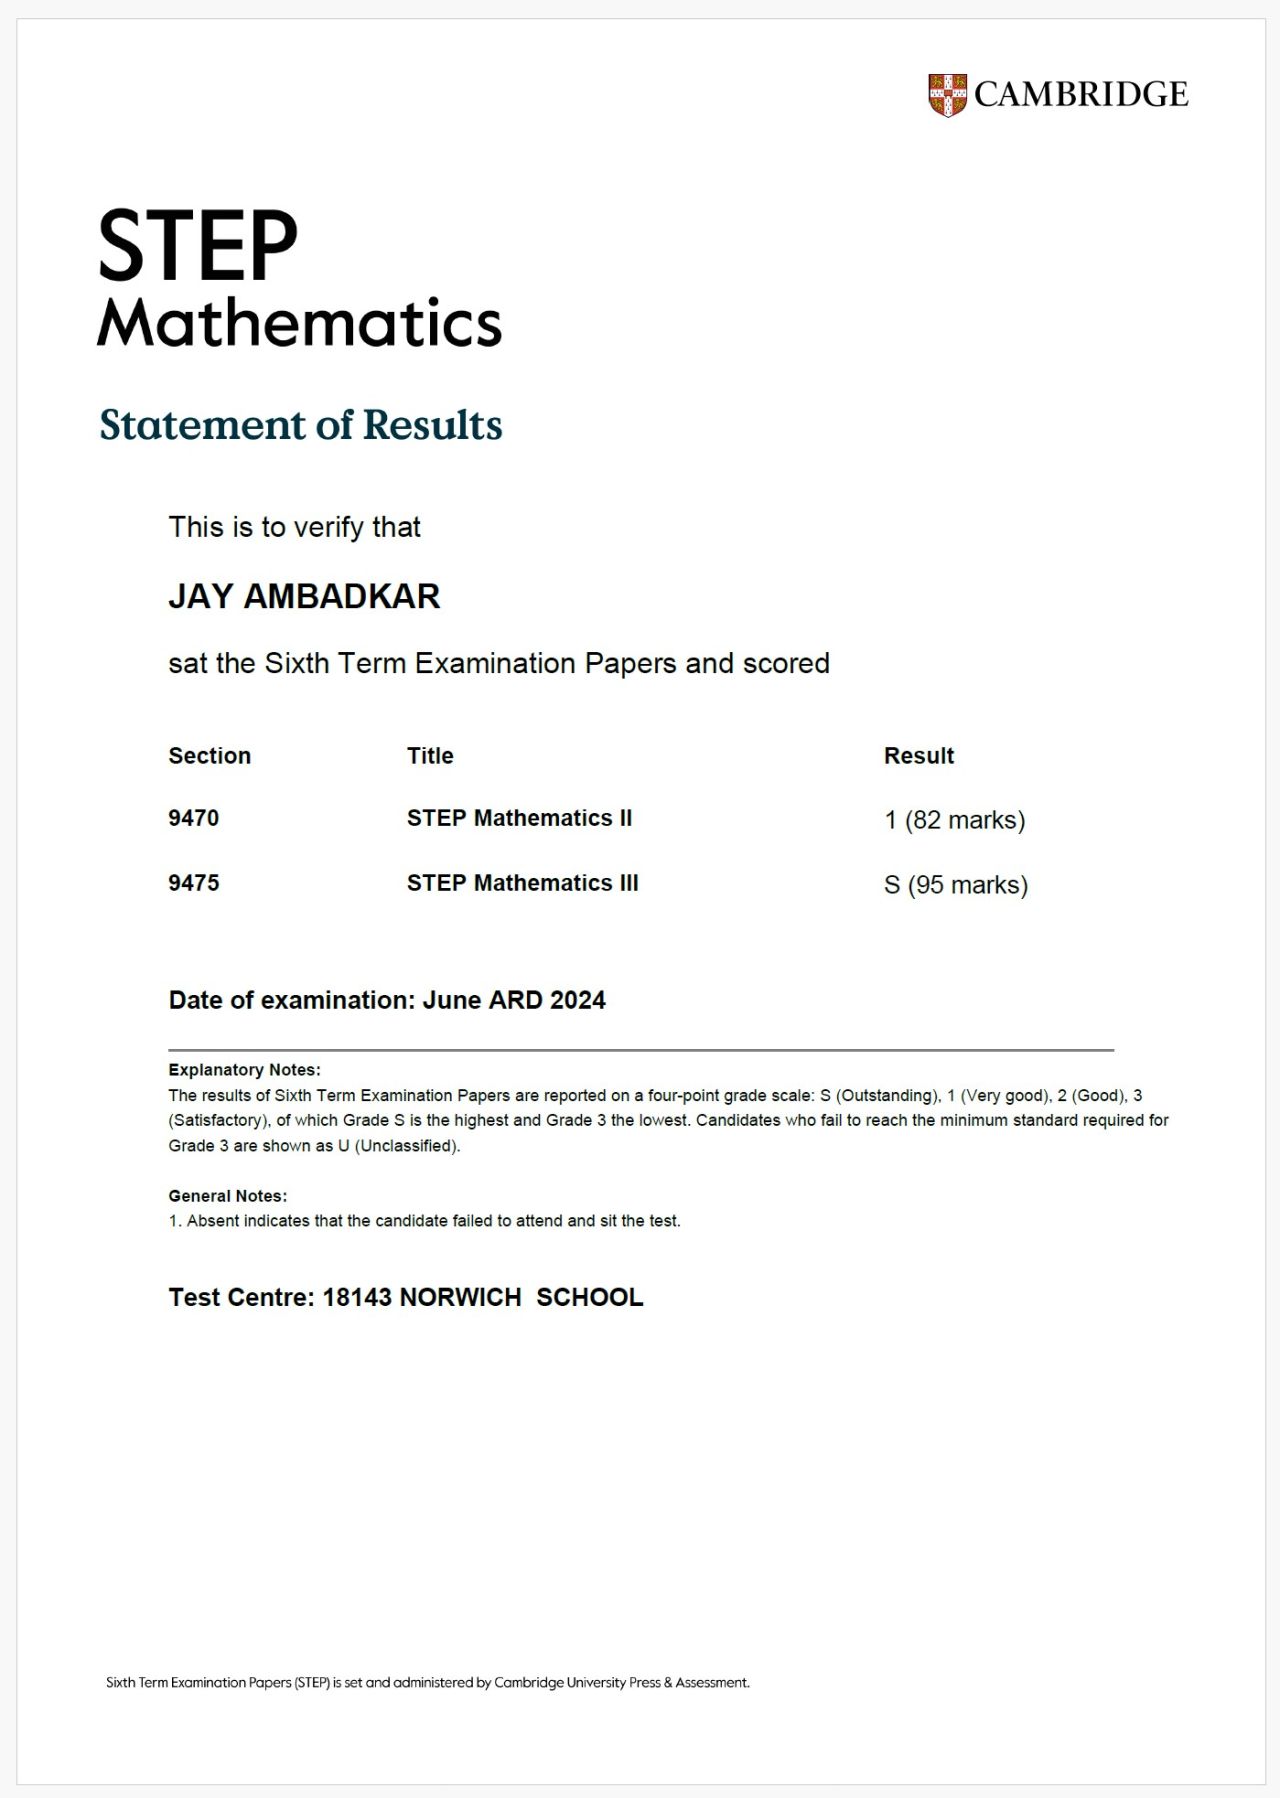 CAMBRIDGE
STEP
Mathematics
Statement of Results
This is to verify that
JAY AMBADKAR
sat the Sixth Term Examination Papers and scored
Section Title Result
9470 STEP Mathematics II 1 (82 marks)
9475 STEP Mathematics III S (95 marks)
Date of examination: June ARD 2024
Explanatory Notes:
The results of Sixth Term Examination Papers are reported on a four-point grade scale: S (Outstanding), 1 (Very good), 2 (Good), 3
(Satisfactory), of which Grade S is the highest and Grade 3 the lowest. Candidates who fail to reach the minimum standard required for
Grade 3 are shown as U (Unclassified).
General Notes:
1. Absent indicates that the candidate failed to attend and sit the test.
Test Centre: 18143 NORWICH  SCHOOL
Sixth Term Examination Papers (STEP) is set and administered by Cambridge University Press & Assessment.